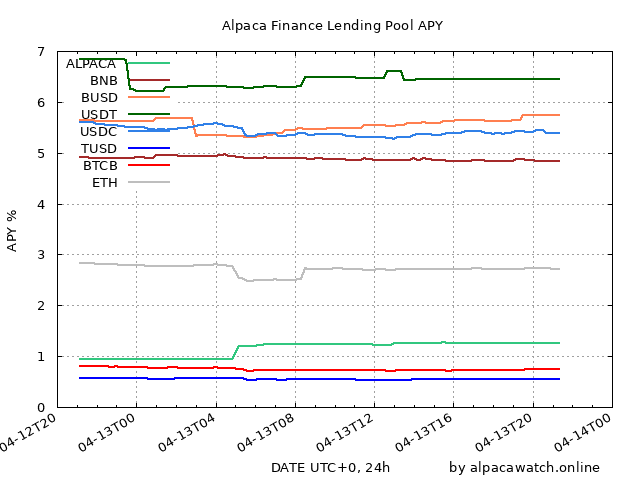 Alpaca Finance Lending Pool APY
7
6
5
4
3
2
1
0
APY %
ALPACA
BNB
BUSD
USDT
USDC
TUSD
BTCB
ETH
04-12T20
04-13T00
04-13T04
04-13T08
04-13T12
04-13T16
04-13T20
04-14T00
DATE UTC+0, 24h
by alpacawatch.online